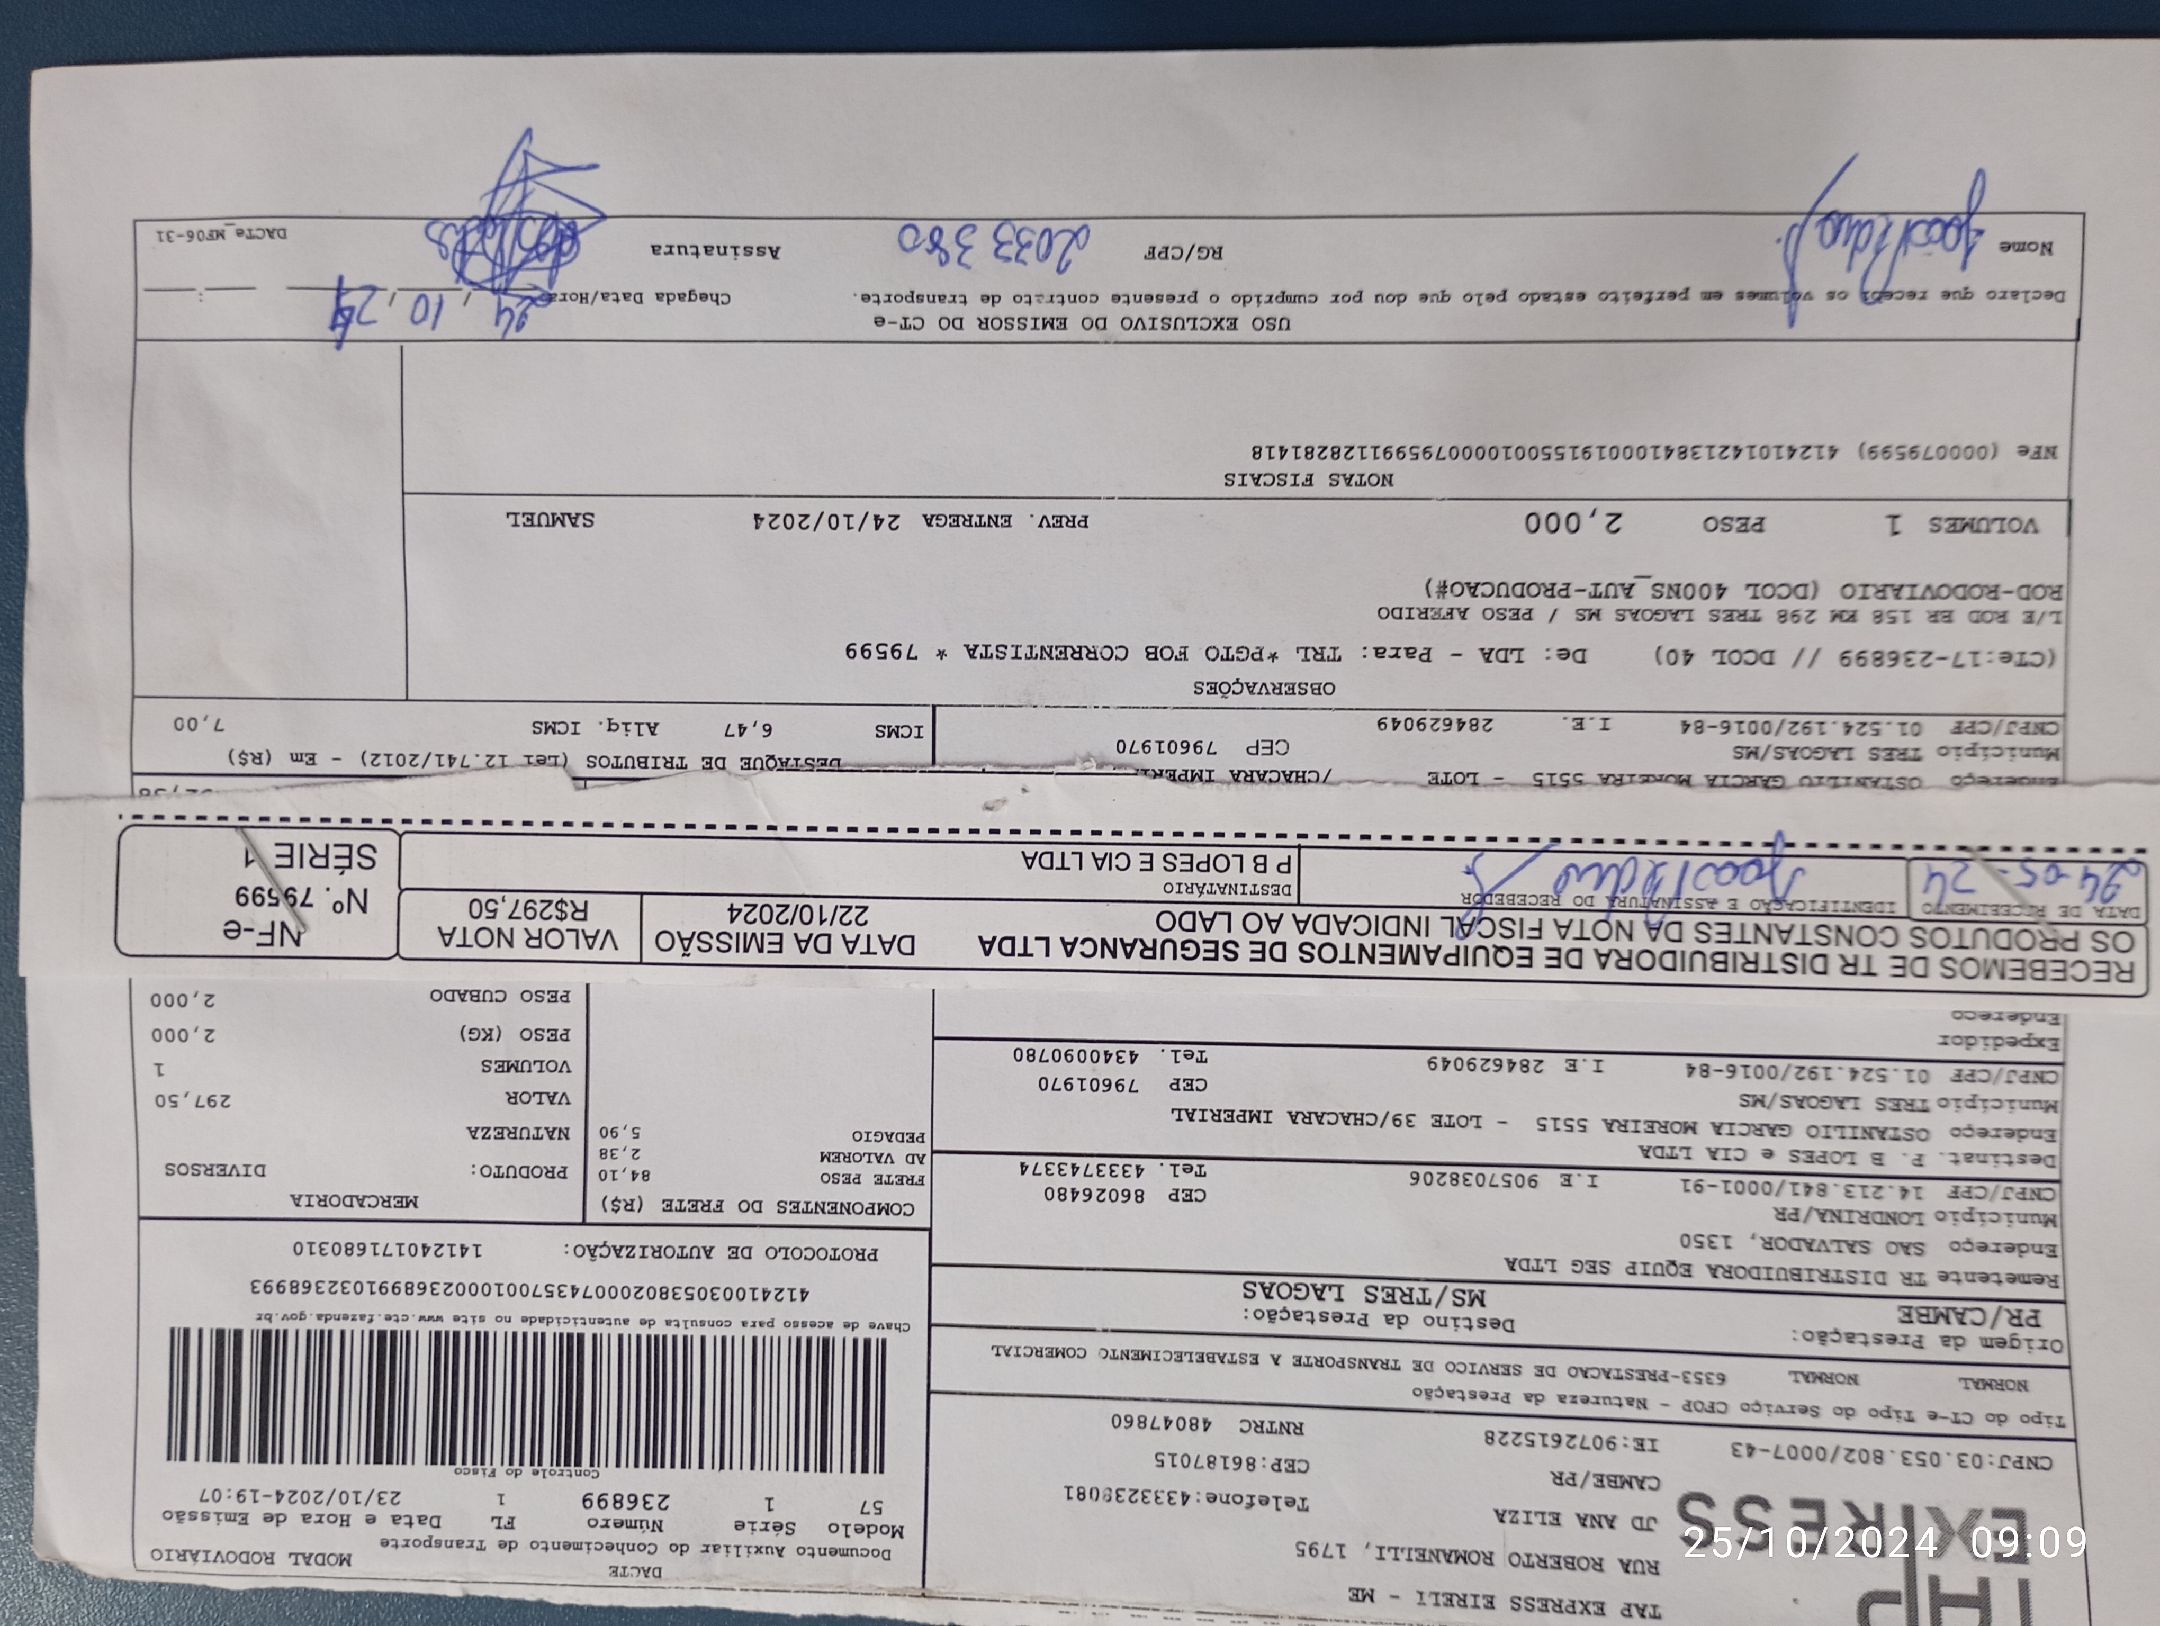 TAP EXPRESS
TAP EXPRESS EIRELI - ME
RUA ROBERTO ROMANELLI, 1795
JD ANA ELIZA
CAMBE/PR
Telefone:4333239081
CEP:86187015
CNPJ:03.053.802/0007-43 IE:9072615228 RNTRC 48047860
DACTE MODAL RODOVIÁRIO
Documento Auxiliar do Conhecimento de Transporte
Modelo Série Número FL Data e Hora de Emissão
57 1 236899 1 23/10/2024-19:07
Controle do Fisco
Chave de acesso para consulta de autenticidade no site www.cte.fazenda.gov.br
41241003053802000743570010002368991032368993
PROTOCOLO DE AUTORIZAÇÃO: 141240171680310
Tipo do CT-e Tipo do Serviço CFOP - Natureza da Prestação
NORMAL NORMAL 6353-PRESTACAO DE SERVICO DE TRANSPORTE A ESTABELECIMENTO COMERCIAL
Origem da Prestação: Destino da Prestação:
PR/CAMBE MS/TRES LAGOAS
Remetente TR DISTRIBUIDORA EQUIP SEG LTDA
Endereço SAO SALVADOR, 1350
Município LONDRINA/PR CEP 86026480
CNPJ/CPF 14.213.841/0001-91 I.E 9057038206 Tel. 4333743374
Destinat. P. B LOPES e CIA LTDA
Endereço OSTANILIO GARCIA MOREIRA 5515 - LOTE 39/CHACARA IMPERIAL
Município TRES LAGOAS/MS CEP 79601970
CNPJ/CPF 01.524.192/0016-84 I.E 284629049 Tel. 4340090780
Expedidor
Endereço
COMPONENTES DO FRETE (R$)
FRETE PESO 84,10
AD VALOREM 2,38
PEDAGIO 5,90
MERCADORIA
PRODUTO: DIVERSOS
NATUREZA
VALOR 297,50
VOLUMES 1
PESO (KG) 2,000
PESO CUBADO 2,000
RECEBEMOS DE TR DISTRIBUIDORA DE EQUIPAMENTOS DE SEGURANCA LTDA
OS PRODUTOS CONSTANTES DA NOTA FISCAL INDICADA AO LADO
DATA DA EMISSÃO
22/10/2024
VALOR NOTA
R$297,50
NF-e
Nº. 79599
SÉRIE 1
DATA DE RECEBIMENTO
24-05-24
IDENTIFICAÇÃO E ASSINATURA DO RECEBEDOR
DESTINATÁRIO
P B LOPES E CIA LTDA
Endereço OSTANILIO GARCIA MOREIRA 5515 - LOTE /CHACARA
Município TRES LAGOAS/MS CEP 79601970
CNPJ/CPF 01.524.192/0016-84 I.E. 284629049
DESTAQUE DE TRIBUTOS (Lei 12.741/2012) - Em (R$)
ICMS 6,47 Aliq. ICMS 7,00
OBSERVAÇÕES
(CTe:17-236899 // DCOL 40) De: LDA - Para: TRL *PGTO FOB CORRENTISTA * 79599
L/E ROD BR 158 KM 298 TRES LAGOAS MS / PESO AFERIDO
ROD-RODOVIARIO (DCOL 400NS_AUT-PRODUCAO#)
VOLUMES 1 PESO 2,000 PREV. ENTREGA 24/10/2024 SAMUEL
NOTAS FISCAIS
NFe (000079599) 41241014213841000191550010000795991128281418
USO EXCLUSIVO DO EMISSOR DO CT-e
Declaro que recebi os volumes em perfeito estado pelo que dou por cumprido o presente contrato de transporte.
Chegada Data/Hora 24/10/24
Nome RG/CPF 2033380 Assinatura
DACTe_MF06-31
25/10/2024 09:09